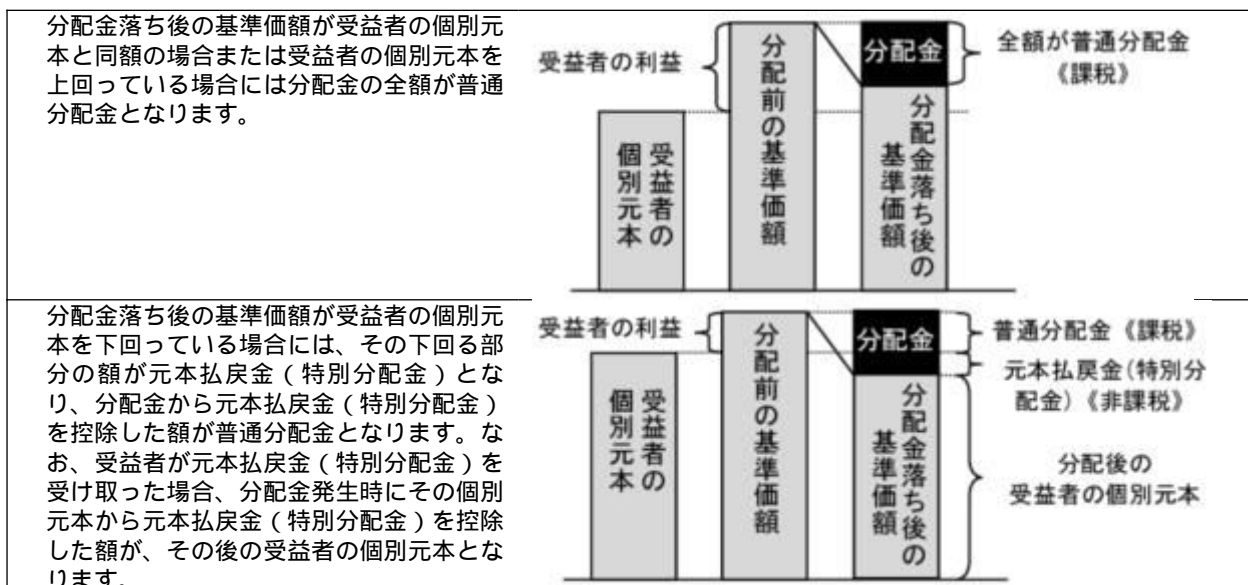 分配金落ち後の基準価額が受益者の個別元
本と同額の場合または受益者の個別元本を
上回っている場合には分配金の全額が普通
分配金となります。
受益者の利益
分配前の基準価額
分配金
全額が普通分配金
《課税》
受益者の
個別元本
分配金落ち後の
基準価額
分配金落ち後の基準価額が受益者の個別元
本を下回っている場合には、その下回る部
分の額が元本払戻金(特別分配金)とな
り、分配金から元本払戻金(特別分配金)
を控除した額が普通分配金となります。な
お、受益者が元本払戻金(特別分配金)を
受け取った場合、分配金発生時にその個別
元本から元本払戻金(特別分配金)を控除
した額が、その後の受益者の個別元本とな
ります。
受益者の利益
分配前の基準価額
分配金
普通分配金《課税》
元本払戻金(特別分
配金)《非課税》
受益者の
個別元本
分配金落ち後の
基準価額
分配後の
受益者の個別元本